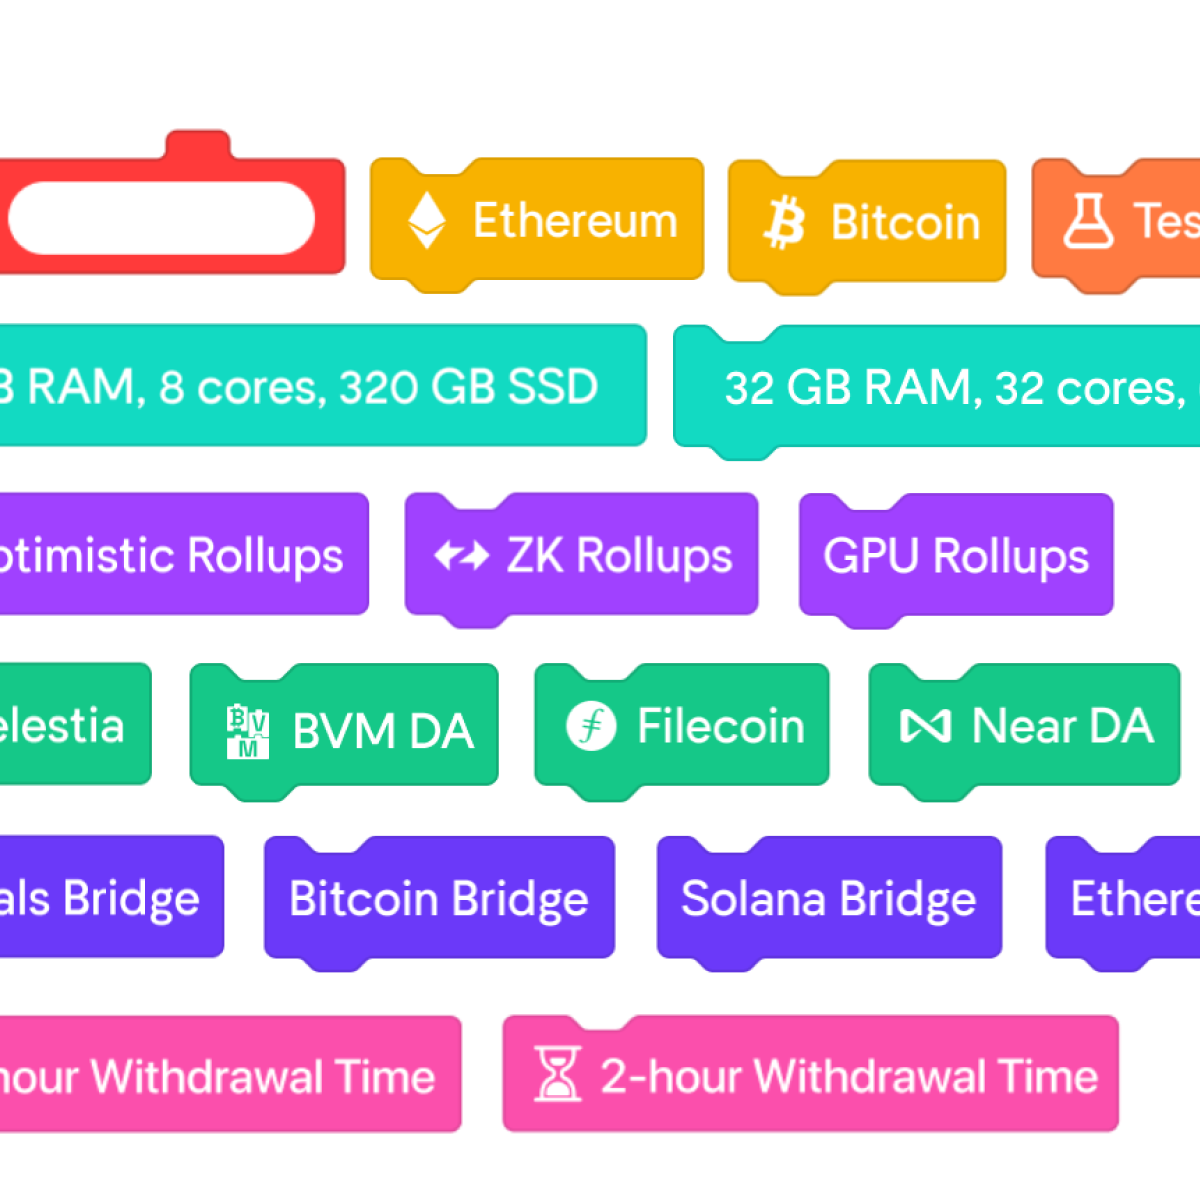 Ethereum
Bitcoin
Tes
B RAM, 8 cores, 320 GB SSD
32 GB RAM, 32 cores,
otimistic Rollups
ZK Rollups
GPU Rollups
elestia
BVM
BVM DA
Filecoin
Near DA
als Bridge
Bitcoin Bridge
Solana Bridge
Ethere
hour Withdrawal Time
2-hour Withdrawal Time